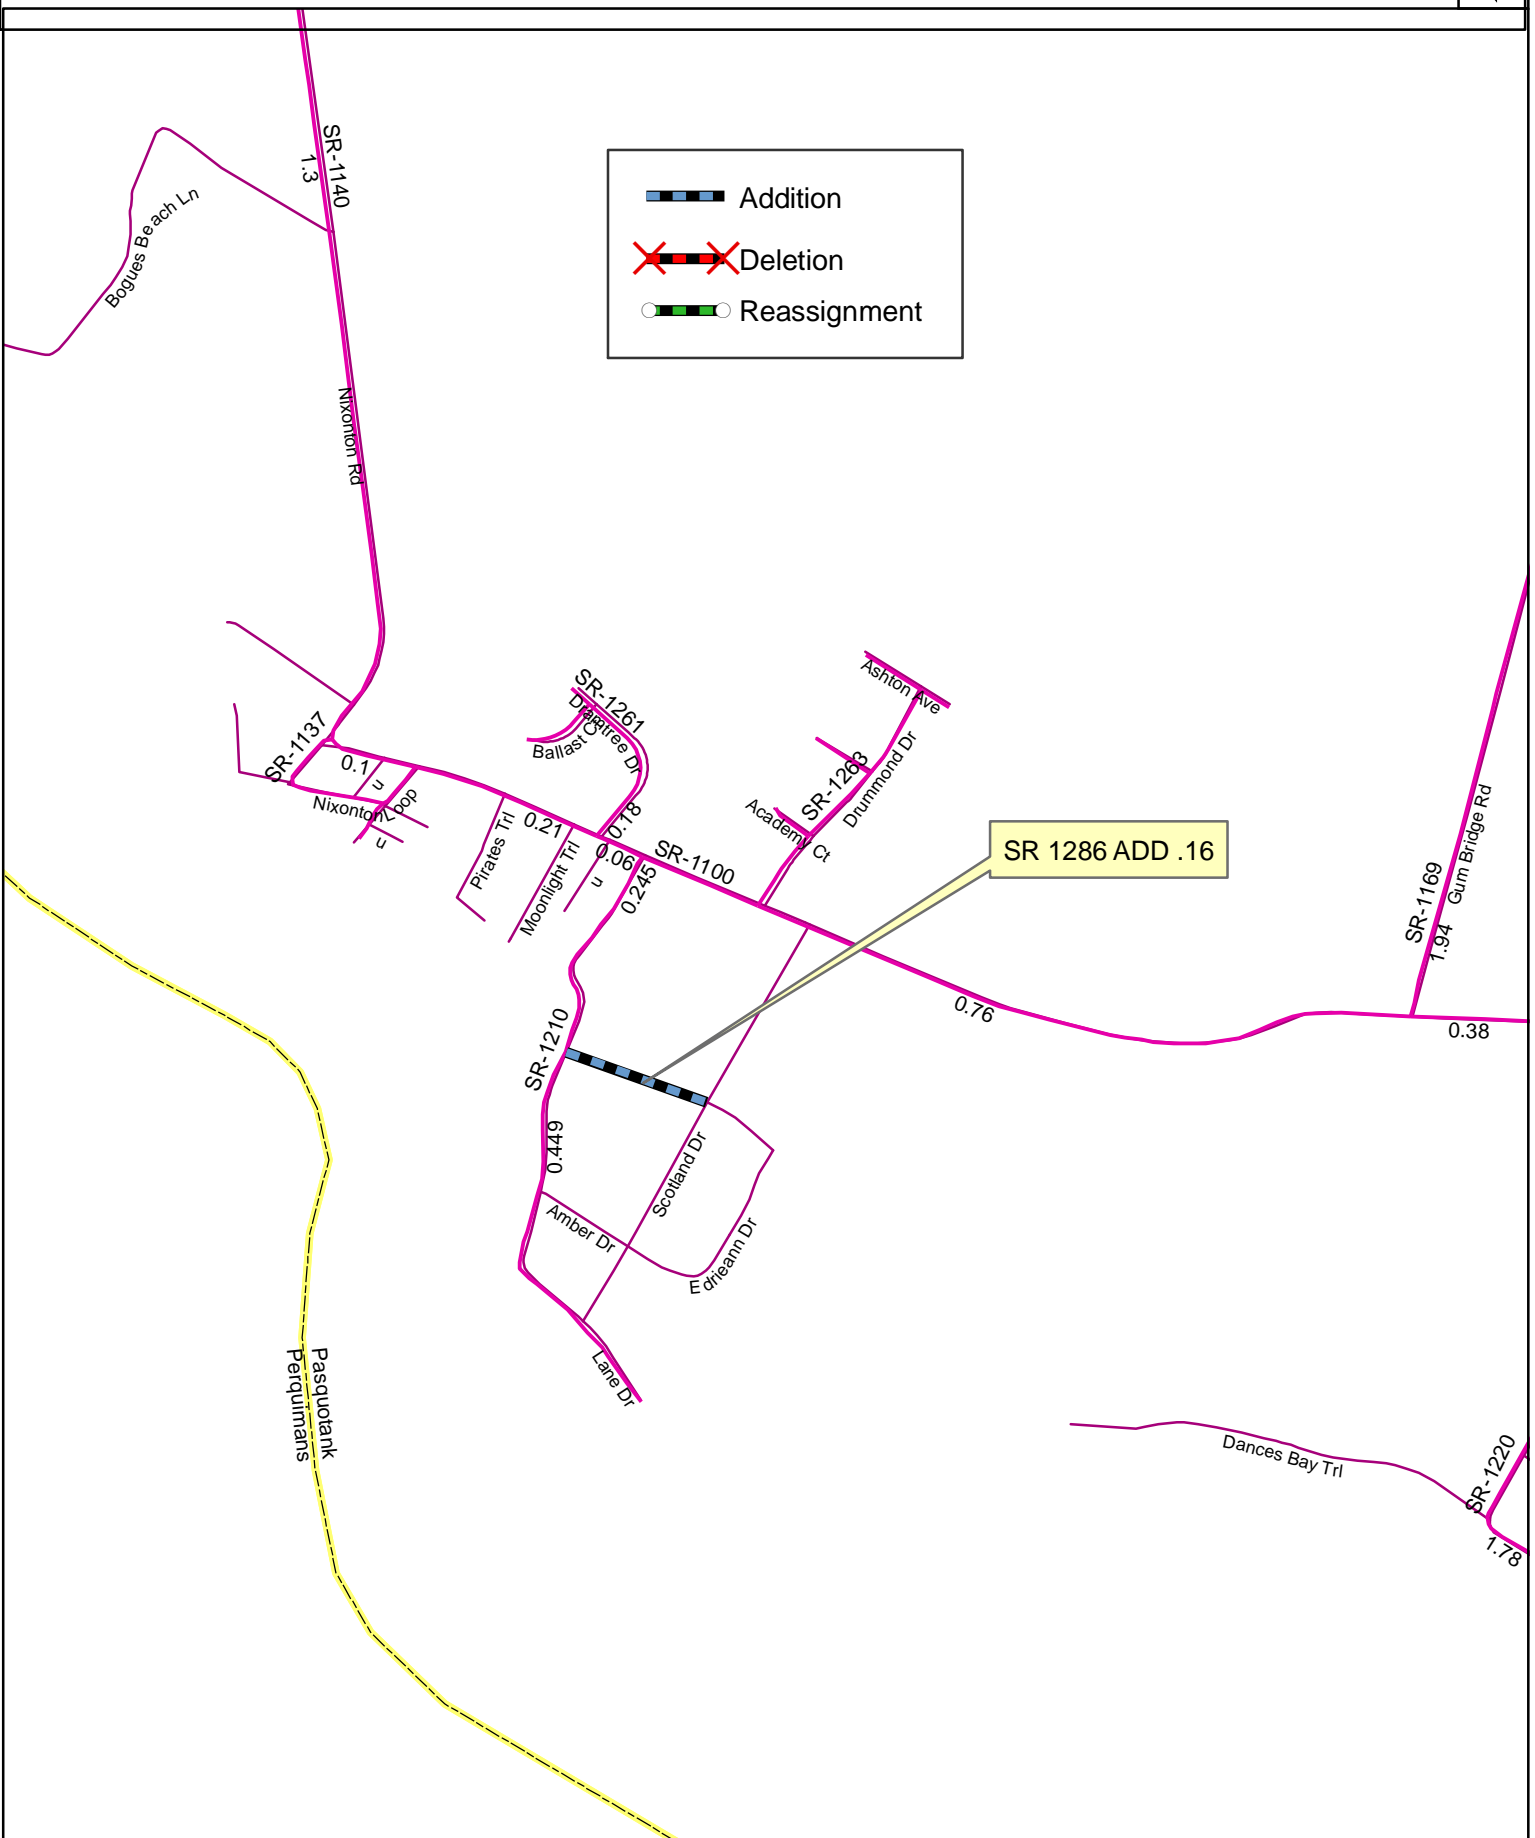 SR-1140
1.3
Bogues Beach Ln
Addition
Deletion
Reassignment
Nixonton Rd
SR-1261
Dramtree Dr
Ballast Ct
Ashton Ave
SR-1137
0.1
u
Nixonton Loop
u
SR-1263
Drummond Dr
Academy Ct
0.18
0.21
Pirates Trl
Moonlight Trl
0.06
u
0.245
SR-1100
SR 1286 ADD .16
Gum Bridge Rd
SR-1169
1.94
0.76
0.38
SR-1210
0.449
Scotland Dr
Amber Dr
Edrieann Dr
Lane Dr
Pasquotank
Perquimans
Dances Bay Trl
SR-1220
1.78